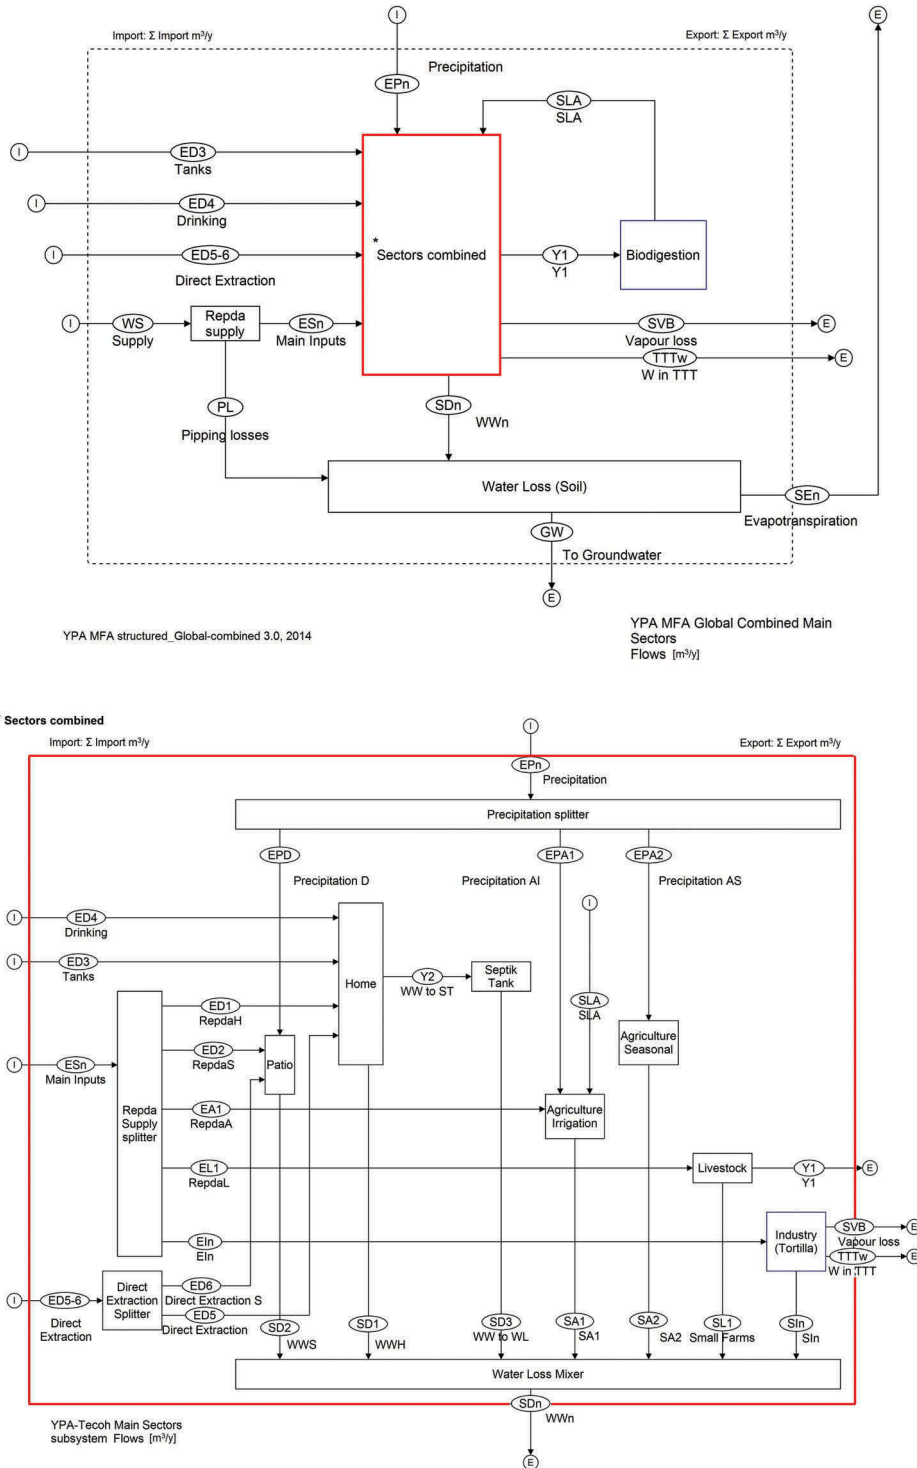 I
E
Import: Σ Import m³/y
Export: Σ Export m³/y
Precipitation
EPn
SLA
SLA
I
ED3
Tanks
I
ED4
Drinking
*
Sectors combined
I
ED5-6
Direct Extraction
Y1
Y1
Biodigestion
I
WS
Supply
Repda
supply
ESn
Main Inputs
SVB
Vapour loss
E
TTTw
W in TTT
E
PL
Pipping losses
SDn
WWn
Water Loss (Soil)
SEn
Evapotranspiration
GW
To Groundwater
E
YPA MFA structured_Global-combined 3.0, 2014
YPA MFA Global Combined Main
Sectors
Flows [m³/y]
Sectors combined
Import: Σ Import m³/y
Export: Σ Export m³/y
I
EPn
Precipitation
Precipitation splitter
EPD
EPA1
EPA2
Precipitation D
Precipitation AI
Precipitation AS
I
ED4
Drinking
I
I
ED3
Tanks
Home
Y2
WW to ST
Septik
Tank
ED1
RepdaH
SLA
SLA
Agriculture
Seasonal
ED2
RepdaS
Patio
I
ESn
Main Inputs
Repda
Supply
splitter
EA1
RepdaA
Agriculture
Irrigation
EL1
RepdaL
Livestock
Y1
Y1
E
EIn
EIn
Industry
(Tortilla)
SVB
Vapour loss
E
TTTw
W in TTT
E
I
ED5-6
Direct
Extraction
Direct
Extraction
Splitter
ED6
Direct Extraction S
ED5
Direct Extraction
SD2
WWS
SD1
WWH
SD3
WW to WL
SA1
SA1
SA2
SA2
SL1
Small Farms
SIn
SIn
Water Loss Mixer
SDn
WWn
E
YPA-Tecoh Main Sectors
subsystem Flows [m³/y]